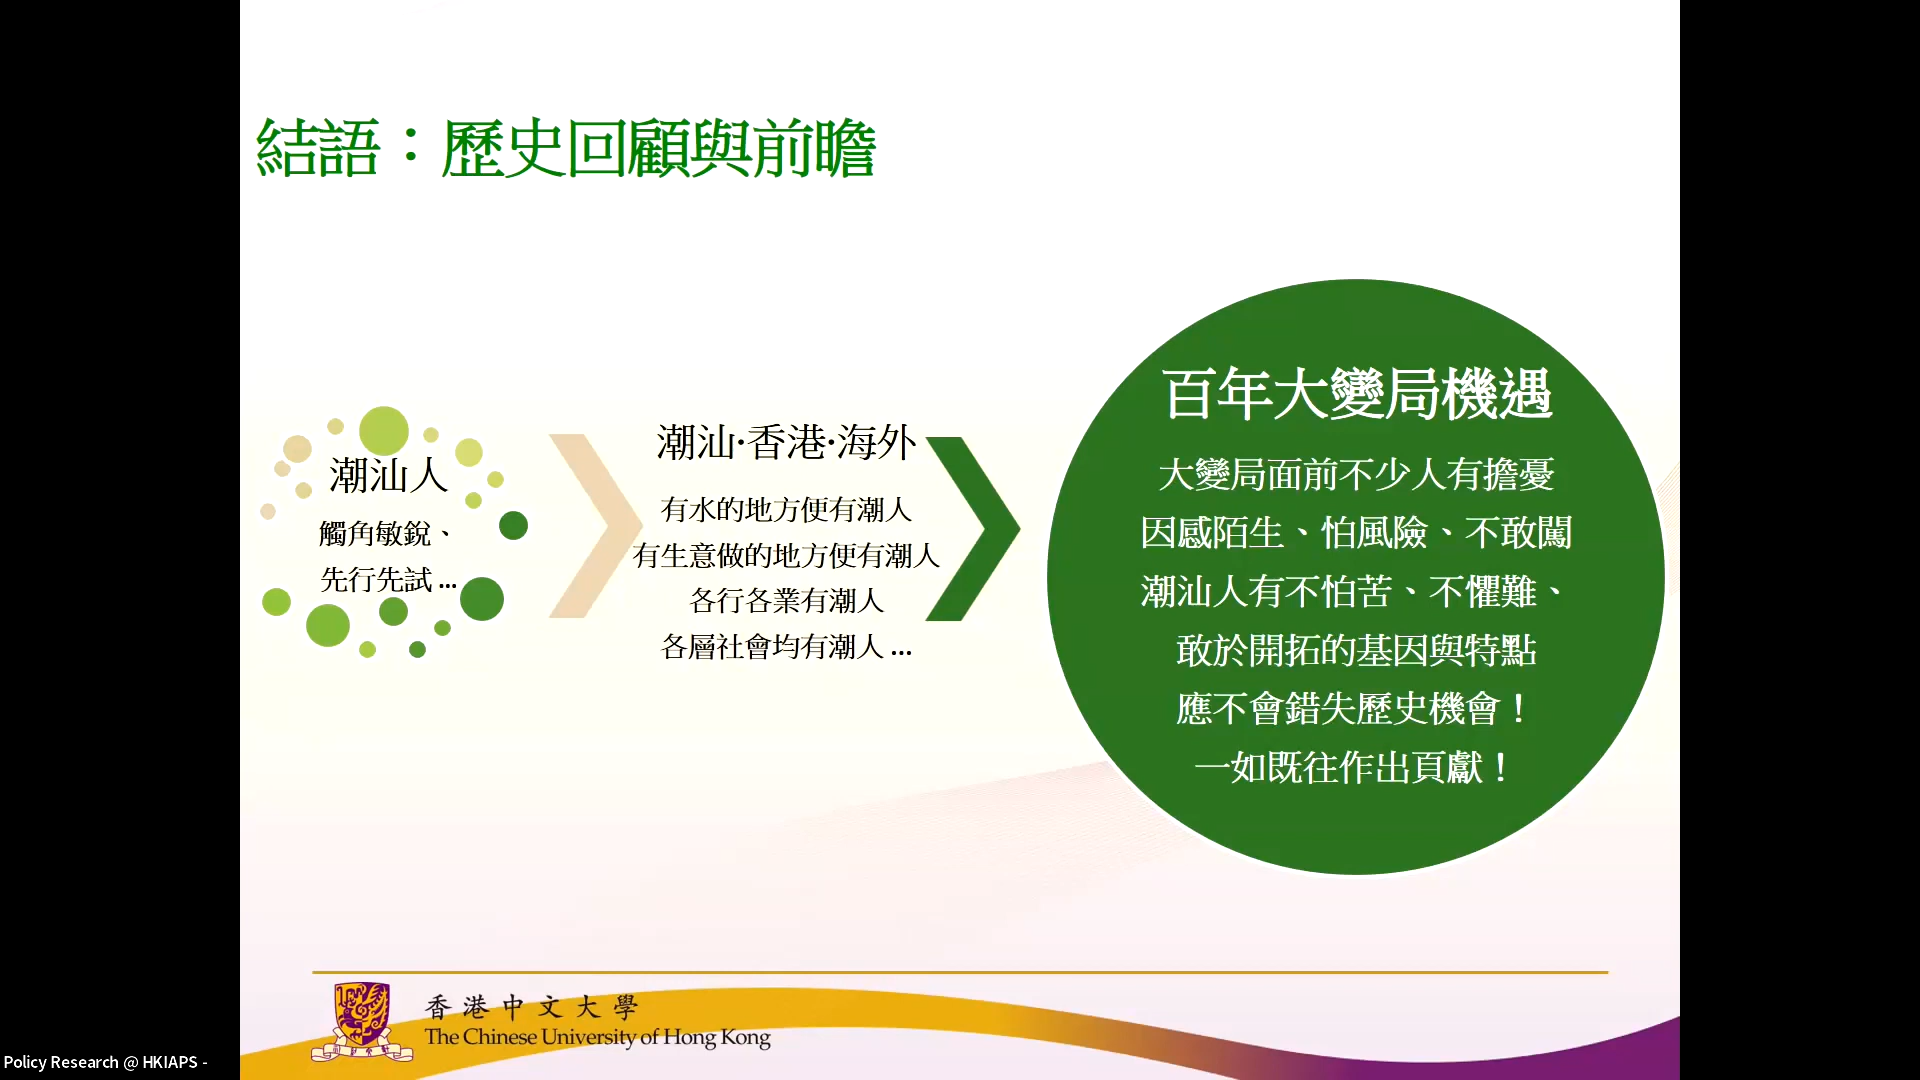 結語：歷史回顧與前瞻
潮汕人
觸角敏銳、
先行先試 ...
潮汕·香港·海外
有水的地方便有潮人
有生意做的地方便有潮人
各行各業有潮人
各層社會均有潮人 ...
百年大變局機遇
大變局面前不少人有擔憂
因感陌生、怕風險、不敢闖
潮汕人有不怕苦、不懼難、
敢於開拓的基因與特點
應不會錯失歷史機會！
一如既往作出頁獻！
香港中文大學
The Chinese University of Hong Kong
Policy Research @ HKIAPS -